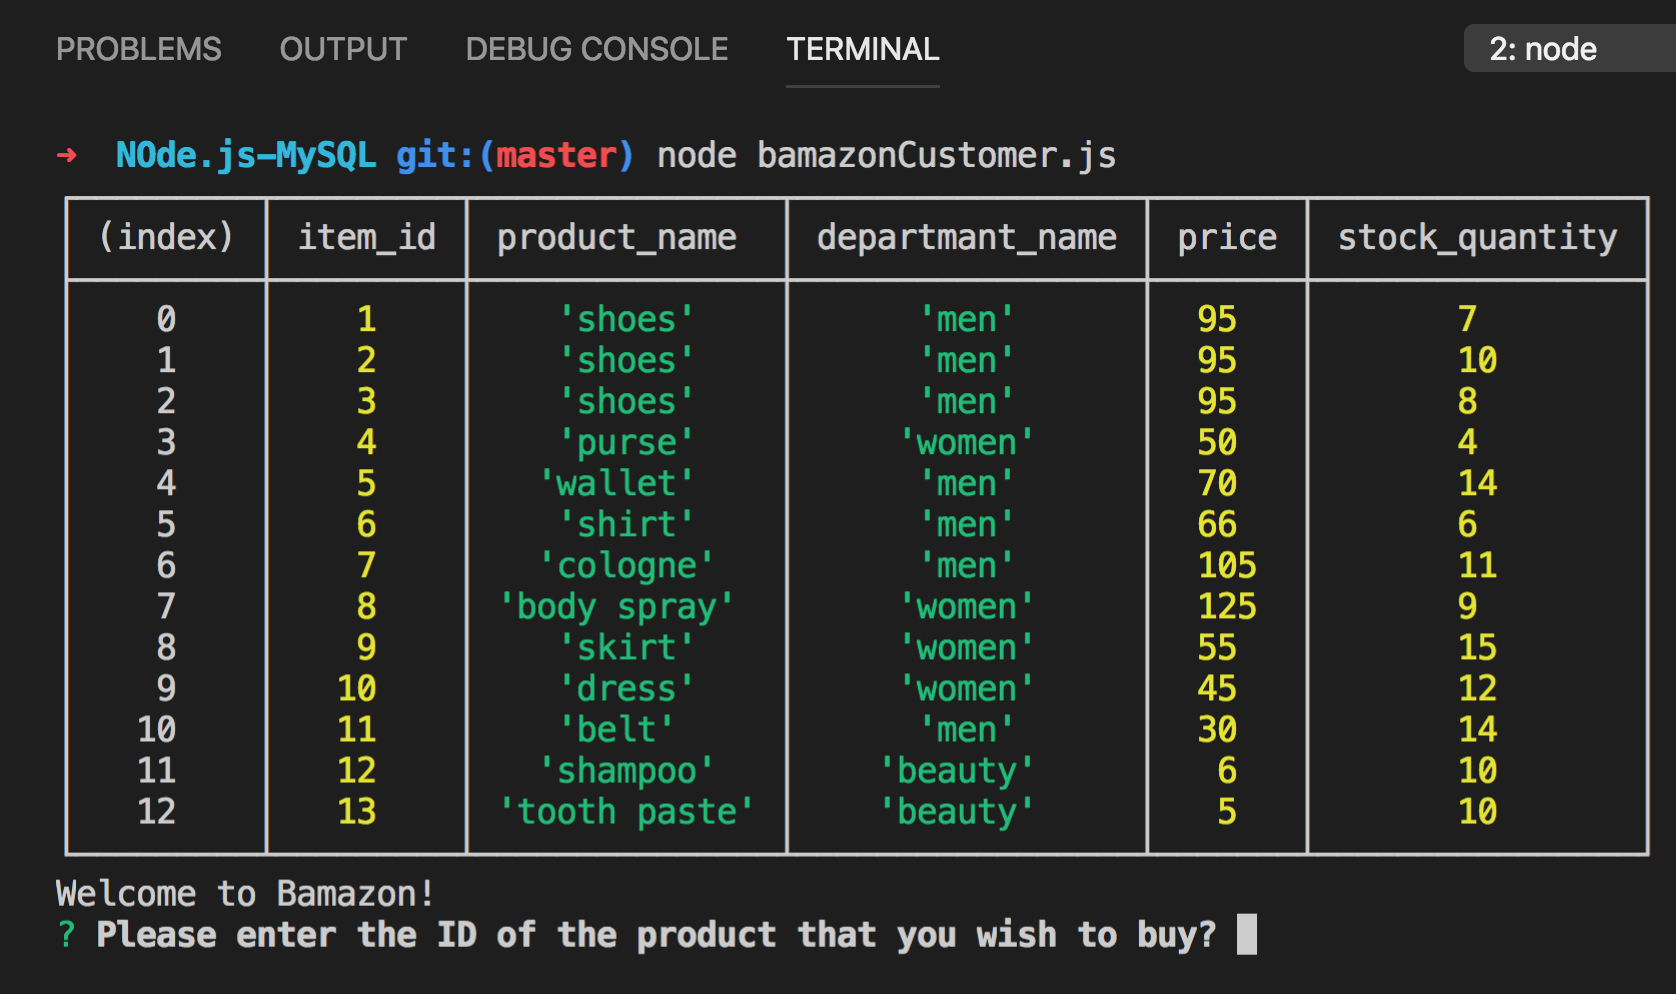 PROBLEMS OUTPUT DEBUG CONSOLE TERMINAL 2: node
→ NOde.js-MySQL git:(master) node bamazonCustomer.js
(index) item_id product_name departmant_name price stock_quantity
0 1 'shoes' 'men' 95 7
1 2 'shoes' 'men' 95 10
2 3 'shoes' 'men' 95 8
3 4 'purse' 'women' 50 4
4 5 'wallet' 'men' 70 14
5 6 'shirt' 'men' 66 6
6 7 'cologne' 'men' 105 11
7 8 'body spray' 'women' 125 9
8 9 'skirt' 'women' 55 15
9 10 'dress' 'women' 45 12
10 11 'belt' 'men' 30 14
11 12 'shampoo' 'beauty' 6 10
12 13 'tooth paste' 'beauty' 5 10
Welcome to Bamazon!
? Please enter the ID of the product that you wish to buy?